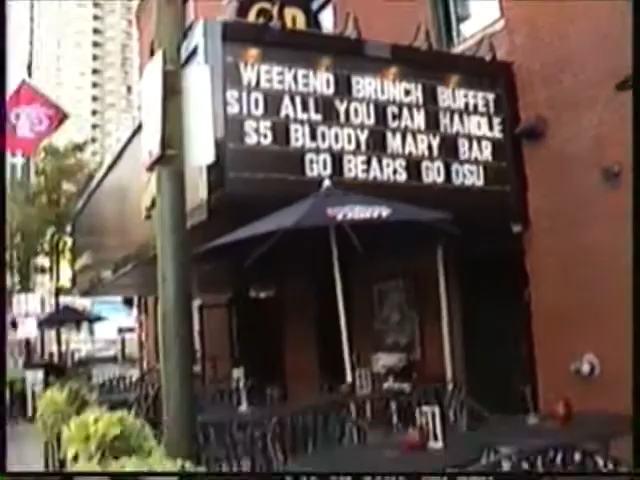 WEEKEND BRUNCH BUFFET
$10 ALL YOU CAN HANDLE
$5 BLOODY MARY BAR
GO BEARS GO OSU